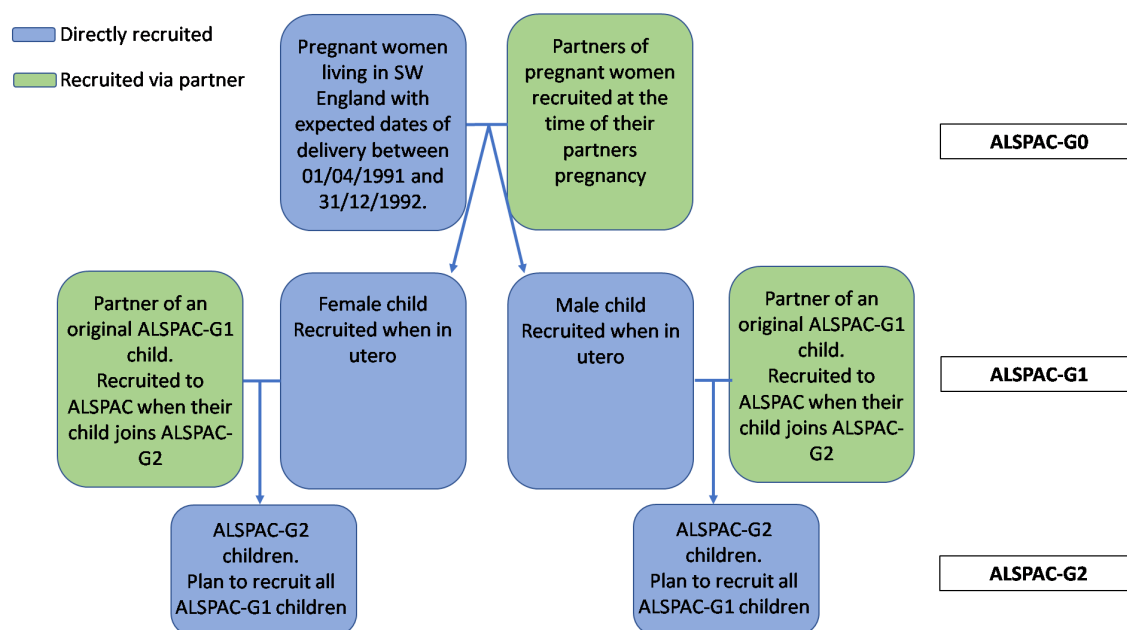 Directly recruited
Recruited via partner
Pregnant women
living in SW
England with
expected dates of
delivery between
01/04/1991 and
31/12/1992.
Partners of
pregnant women
recruited at the
time of their
partners
pregnancy
ALSPAC-G0
Partner of an
original ALSPAC-G1
child.
Recruited to
ALSPAC when their
child joins ALSPAC-
G2
Female child
Recruited when in
utero
Male child
Recruited when in
utero
Partner of an
original ALSPAC-G1
child.
Recruited to
ALSPAC when their
child joins ALSPAC-
G2
ALSPAC-G1
ALSPAC-G2
children.
Plan to recruit all
ALSPAC-G1 children
ALSPAC-G2
children.
Plan to recruit all
ALSPAC-G1 children
ALSPAC-G2